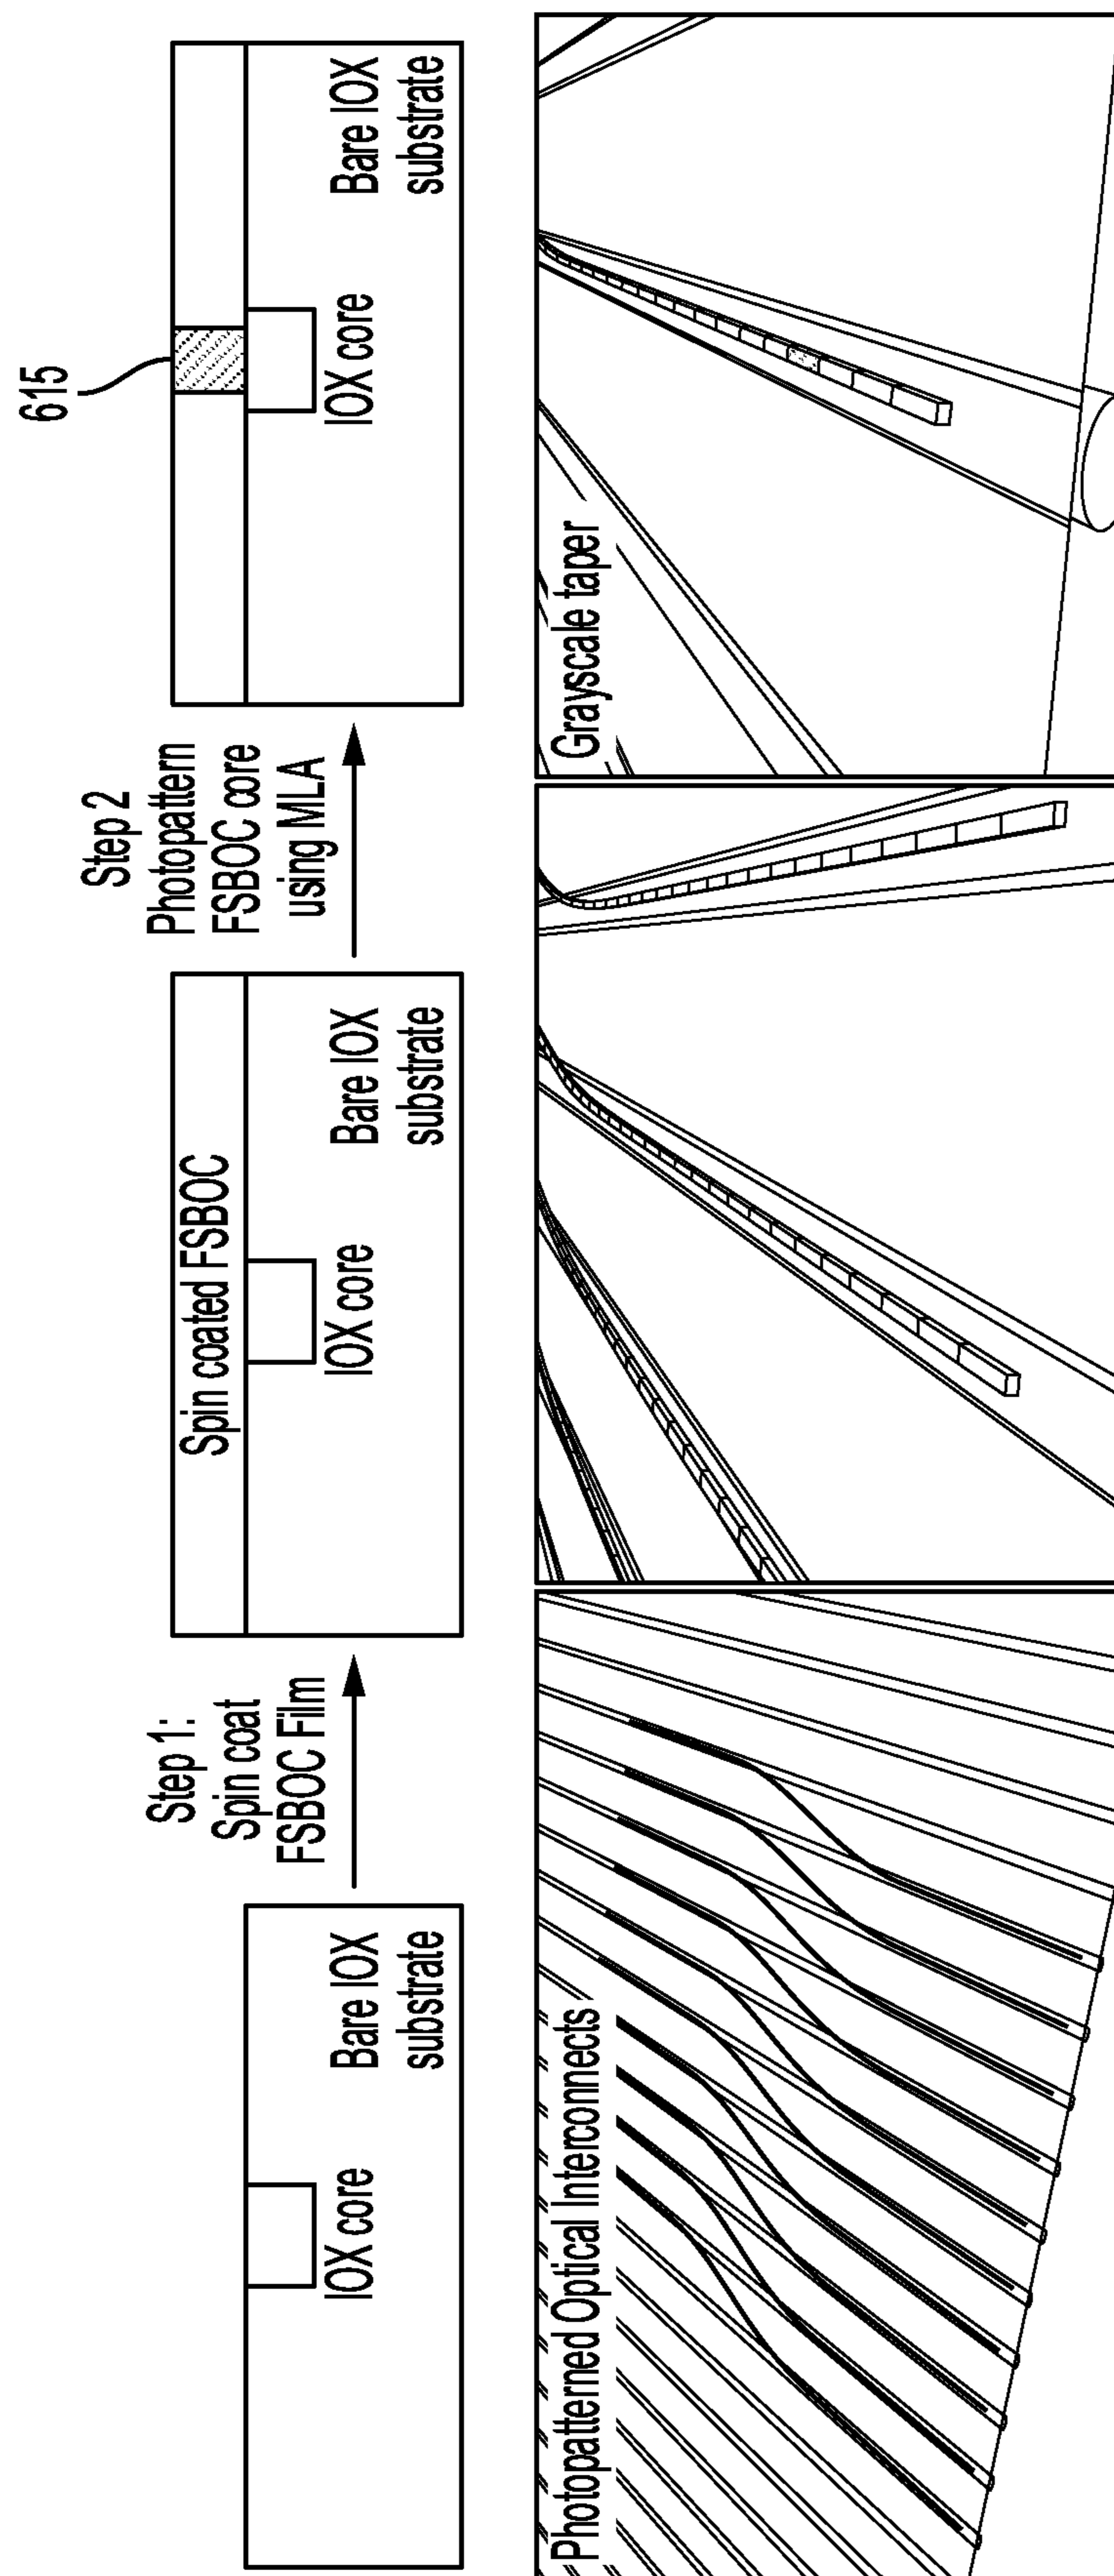 IOX core
Bare IOX
substrate
Step 1:
Spin coat
FSBOC Film
Spin coated FSBOC
IOX core
Bare IOX
substrate
Step 2
Photopattern
FSBOC core
using MLA
615
IOX core
Bare IOX
substrate
Photopatterned Optical Interconnects
Grayscale taper